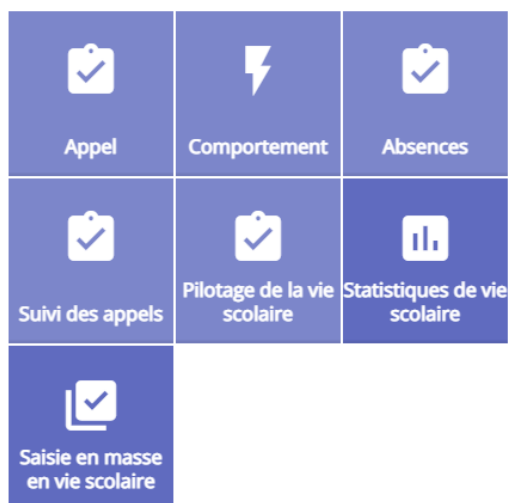 Appel
Comportement
Absences
Suivi des appels
Pilotage de la vie
scolaire
Statistiques de vie
scolaire
Saisie en masse
en vie scolaire